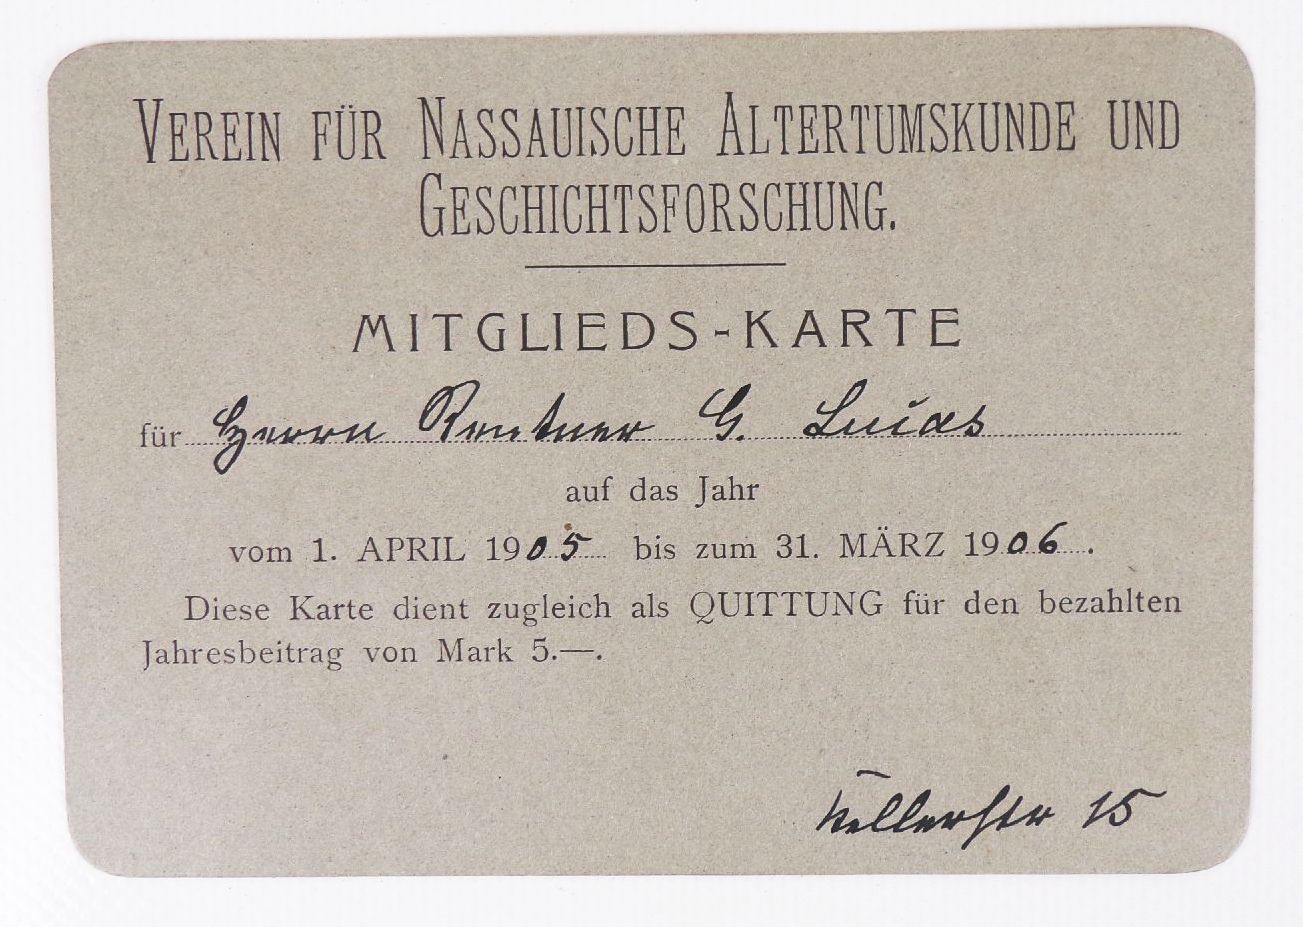 VEREIN FÜR NASSAUISCHE ALTERTUMSKUNDE UND
GESCHICHTSFORSCHUNG.
MITGLIEDS-KARTE
für Herrn Rentner G. Lucas
auf das Jahr
vom 1. APRIL 1905 bis zum 31. MÄRZ 1906.
Diese Karte dient zugleich als QUITTUNG für den bezahlten
Jahresbeitrag von Mark 5.—.
Kellerstr 15